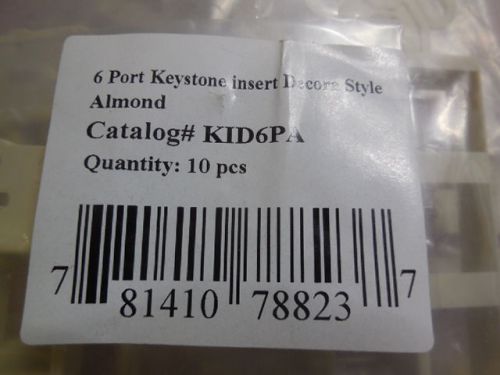 6 Port Keystone insert Decora Style
Almond
Catalog# KID6PA
Quantity: 10 pcs
7 81410 78823 7